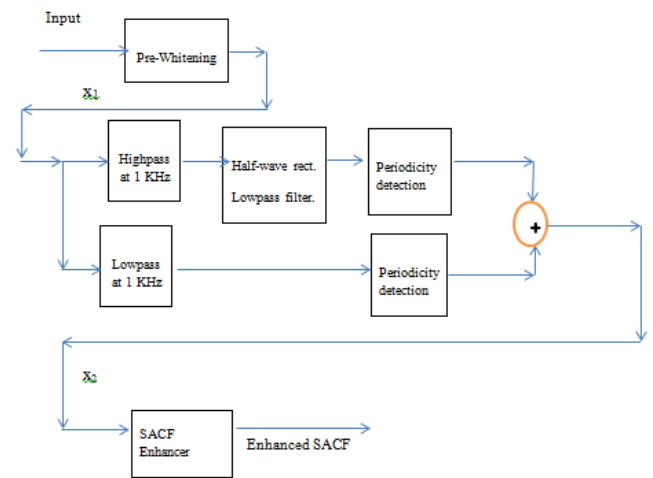 Input
Pre-Whitening
X1
Highpass
at 1 KHz
Half-wave rect.
Lowpass filter.
Periodicity
detection
+
Lowpass
at 1 KHz
Periodicity
detection
X2
SACF
Enhancer
Enhanced SACF